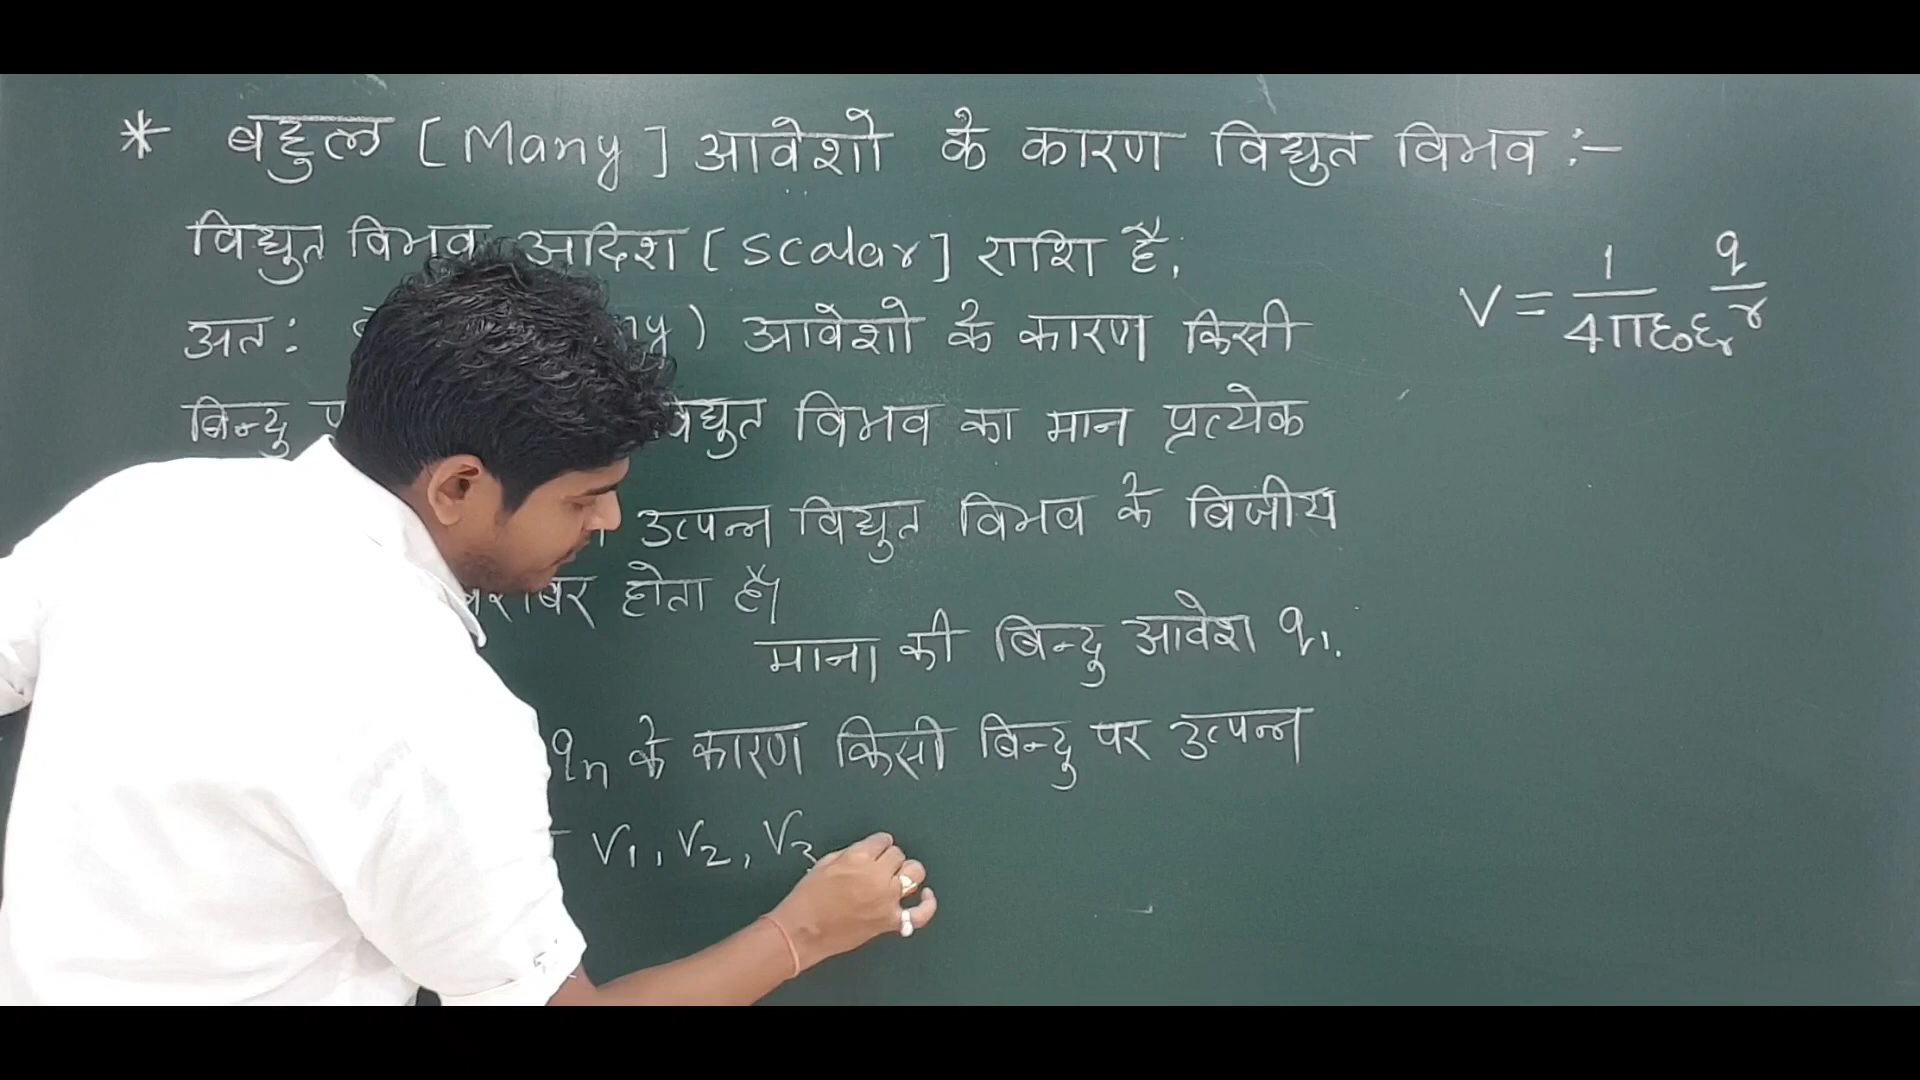 * बहुल [Many] आवेशो के कारण विद्युत विभव :-
विद्युत विभव आदिश [scalar] राशि है,
अतः आवेशो के कारण किसी
बिन्दु विभव का मान प्रत्येक
उत्पन्न विद्युत विभव के बिजीय
बराबर होता है।
माना की बिन्दु आवेश q₁,
qn के कारण किसी बिन्दु पर उत्पन्न
V₁, V₂, V₃
V = 1/4πε₀εᵣ q/r